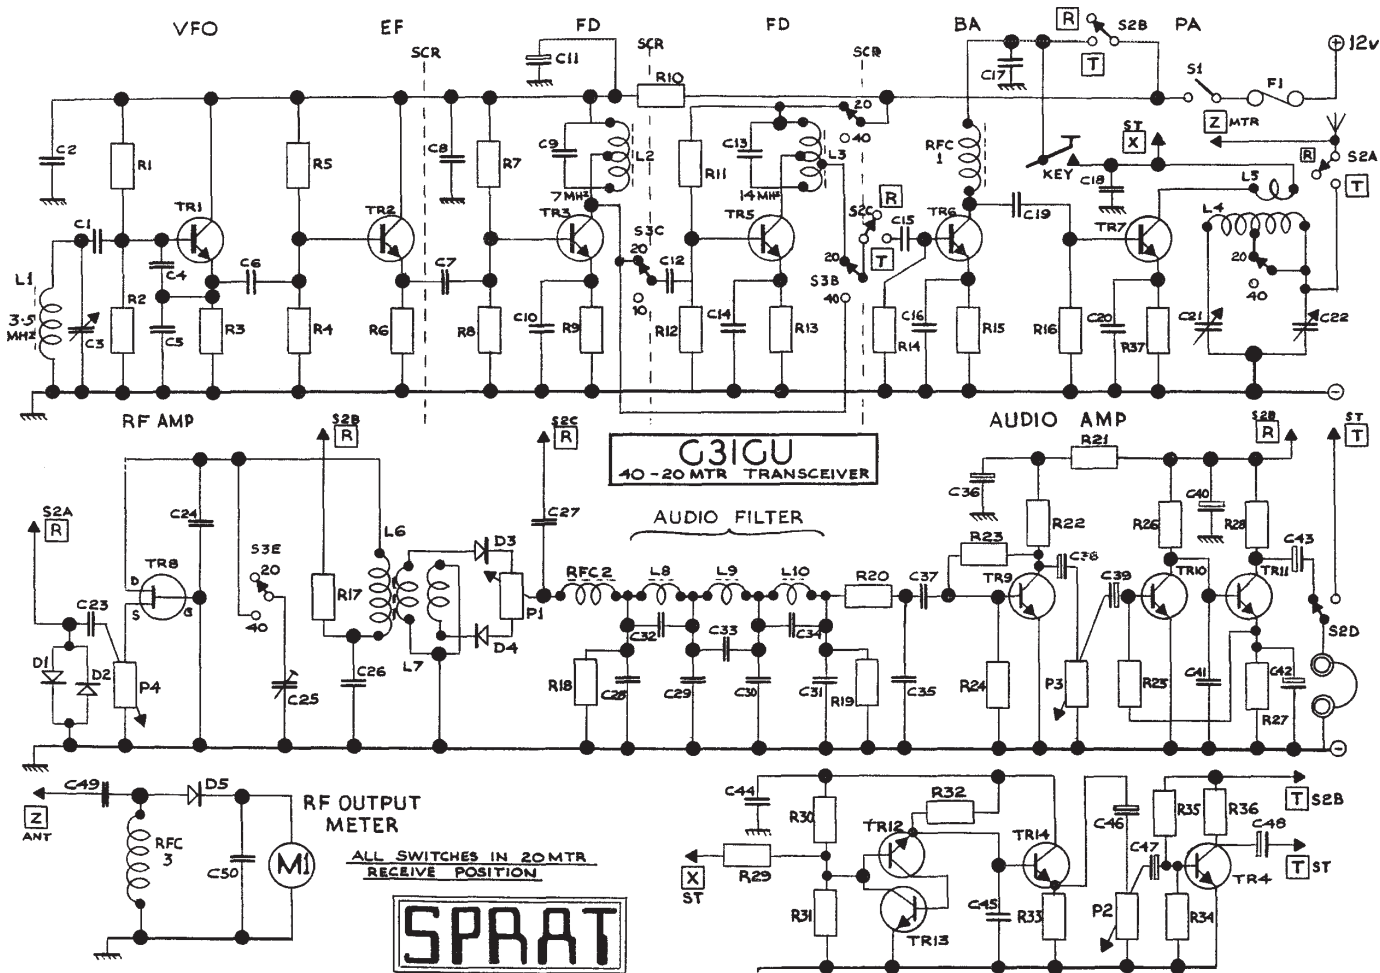 VFO EF FD FD BA PA
SCR SCR SCR
C11 R10 C17 R S2B T
S1 F1 12v
20 40
Z MTR
ST X
R S2A T
C2 R1 R5 C8 R7 C9 L2 R11 C13 L3 RFC 1 KEY C18 L5
7MHz 14MHz
L4
TR1 TR2 TR3 TR5 TR6 TR7
S2C R T C15 C19
C1 C4 C6 C7 S3C 20 10 C12 S3B 20 40
20 40
L1 3.5 MHz C3 R2 C5 R3 R4 R6 R8 C10 R9 R12 C14 R13 R14 C16 R15 R16 C20 R37 C21 C22
RF AMP
S2B R
S2C R
AUDIO AMP
R21
S2B R
ST T
G3IGU
40-20 MTR TRANSCEIVER
S2A R
C24
C27
AUDIO FILTER
C36 R22 R26 C40 R28
L6 D3 R23 C38 C43
TR8 S3E 20 40
D S G
R17 P1 RFC2 L8 L9 L10 R20 C37 TR9 C39 TR10 TR11
C23 D4 C32 C33 C34 S2D
D1 D2 P4 C25 C26 L7 R18 C28 C29 C30 C31 R19 C35 R24 P3 R25 C41 R27 C42
C49 D5
Z ANT
RFC 3 C50 M1
RF OUTPUT
METER
ALL SWITCHES IN 20MTR
RECEIVE POSITION
SPRAT
C44 R30 R32 R35 R36 T S2B
TR12 TR14 C46 C48
X ST R29 C47 TR4 T ST
R31 TR13 C45 R33 P2 R34